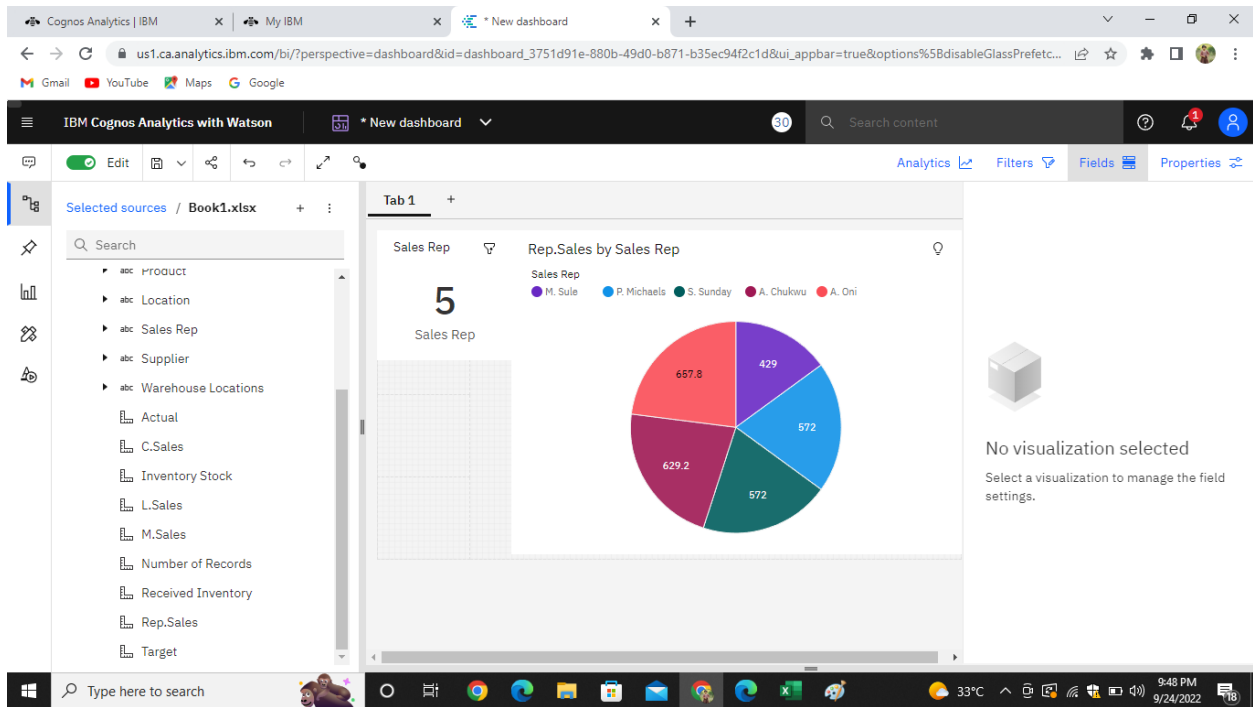 Cognos Analytics | IBM
My IBM
* New dashboard
us1.ca.analytics.ibm.com/bi/?perspective=dashboard&id=dashboard_3751d91e-880b-49d0-b871-b35ec94f2c1d&ui_appbar=true&options%5BdisableGlassPrefetc...
Gmail YouTube Maps Google
IBM Cognos Analytics with Watson * New dashboard 30 Search content 1
Edit Analytics Filters Fields Properties
Selected sources / Book1.xlsx
Search
abc Product
abc Location
abc Sales Rep
abc Supplier
abc Warehouse Locations
Actual
C.Sales
Inventory Stock
L.Sales
M.Sales
Number of Records
Received Inventory
Rep.Sales
Target
Tab 1
Sales Rep
5
Sales Rep
Rep.Sales by Sales Rep
Sales Rep
M. Sule P. Michaels S. Sunday A. Chukwu A. Oni
657.8
429
572
629.2
572
No visualization selected
Select a visualization to manage the field
settings.
Type here to search
33°C
9:48 PM
9/24/2022
18